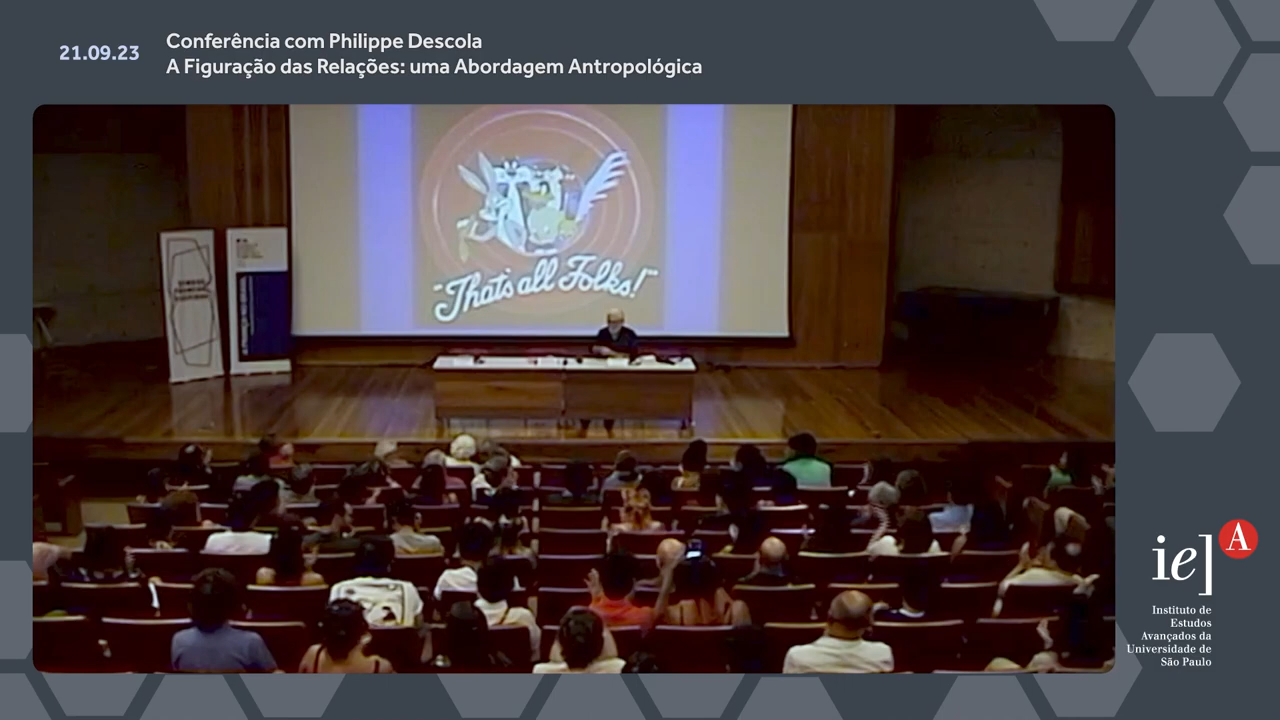 21.09.23
Conferência com Philippe Descola
A Figuração das Relações: uma Abordagem Antropológica
"That's all Folks!"
ie]A
Instituto de
Estudos
Avançados da
Universidade de
São Paulo